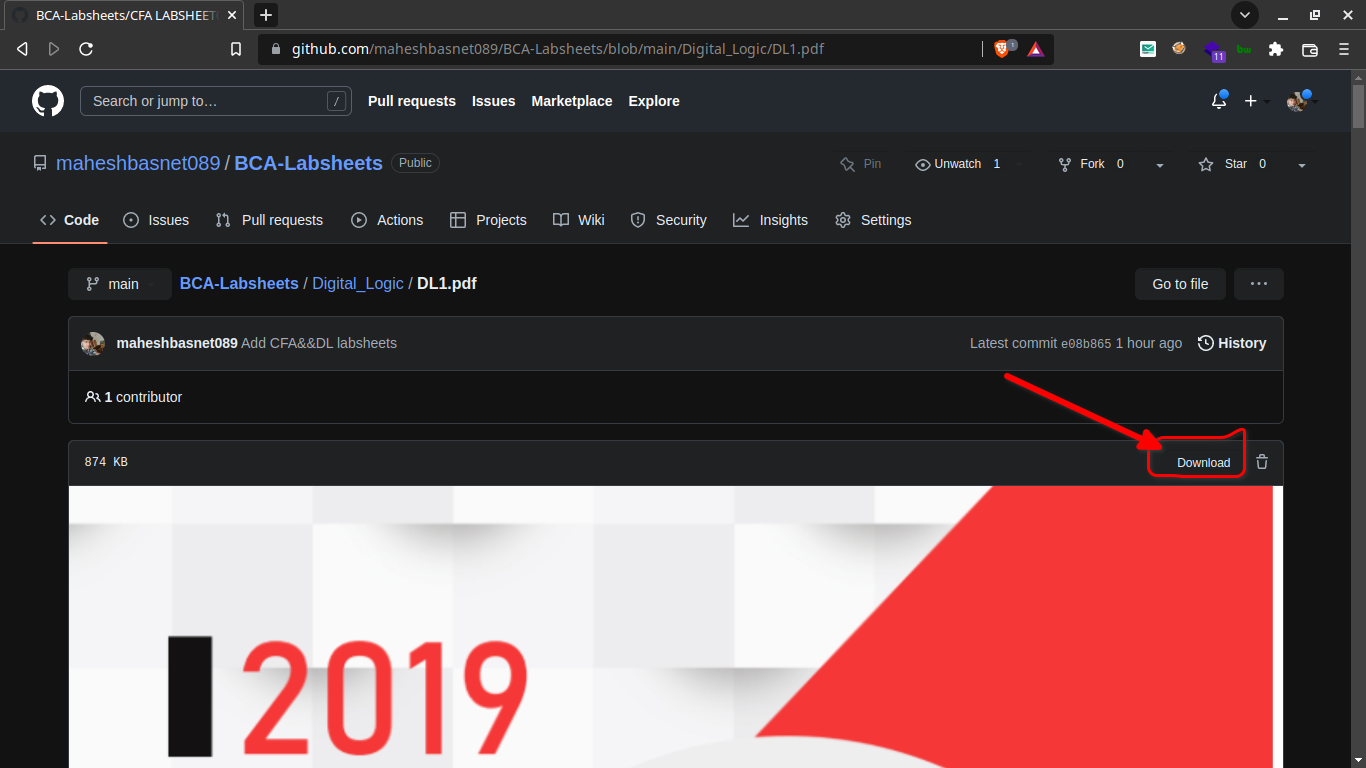 BCA-Labsheets/CFA LABSHEET
github.com/maheshbasnet089/BCA-Labsheets/blob/main/Digital_Logic/DL1.pdf
1
11
bw
Search or jump to…
/
Pull requests Issues Marketplace Explore
maheshbasnet089 / BCA-Labsheets Public
Pin
Unwatch 1
Fork 0
Star 0
Code Issues Pull requests Actions Projects Wiki Security Insights Settings
main
BCA-Labsheets / Digital_Logic / DL1.pdf
Go to file
maheshbasnet089 Add CFA&&DL labsheets
Latest commit e08b865 1 hour ago History
1 contributor
874 KB
Download
2019